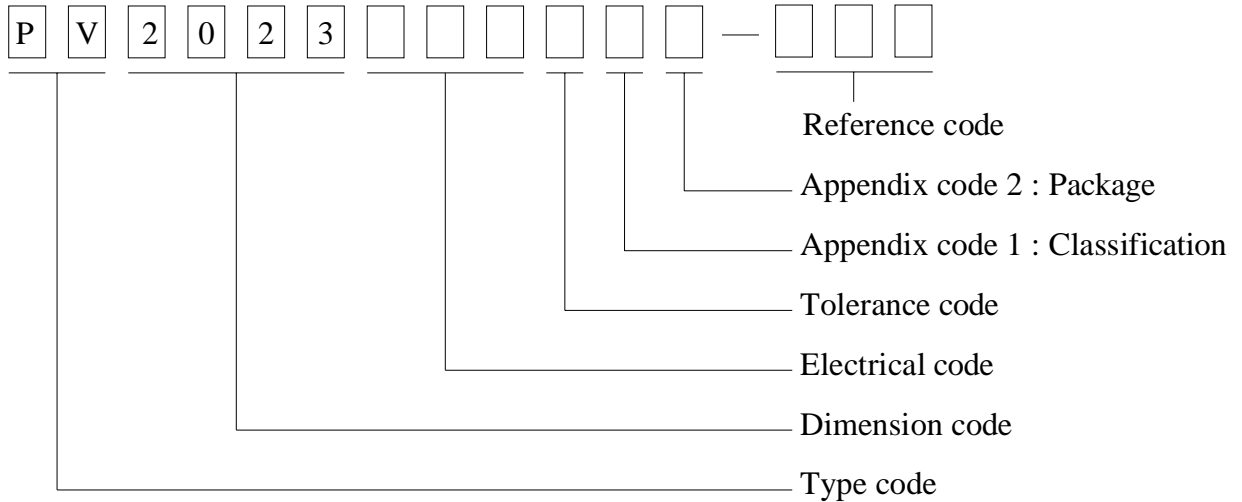 P V 2 0 2 3 —
Reference code
Appendix code 2 : Package
Appendix code 1 : Classification
Tolerance code
Electrical code
Dimension code
Type code